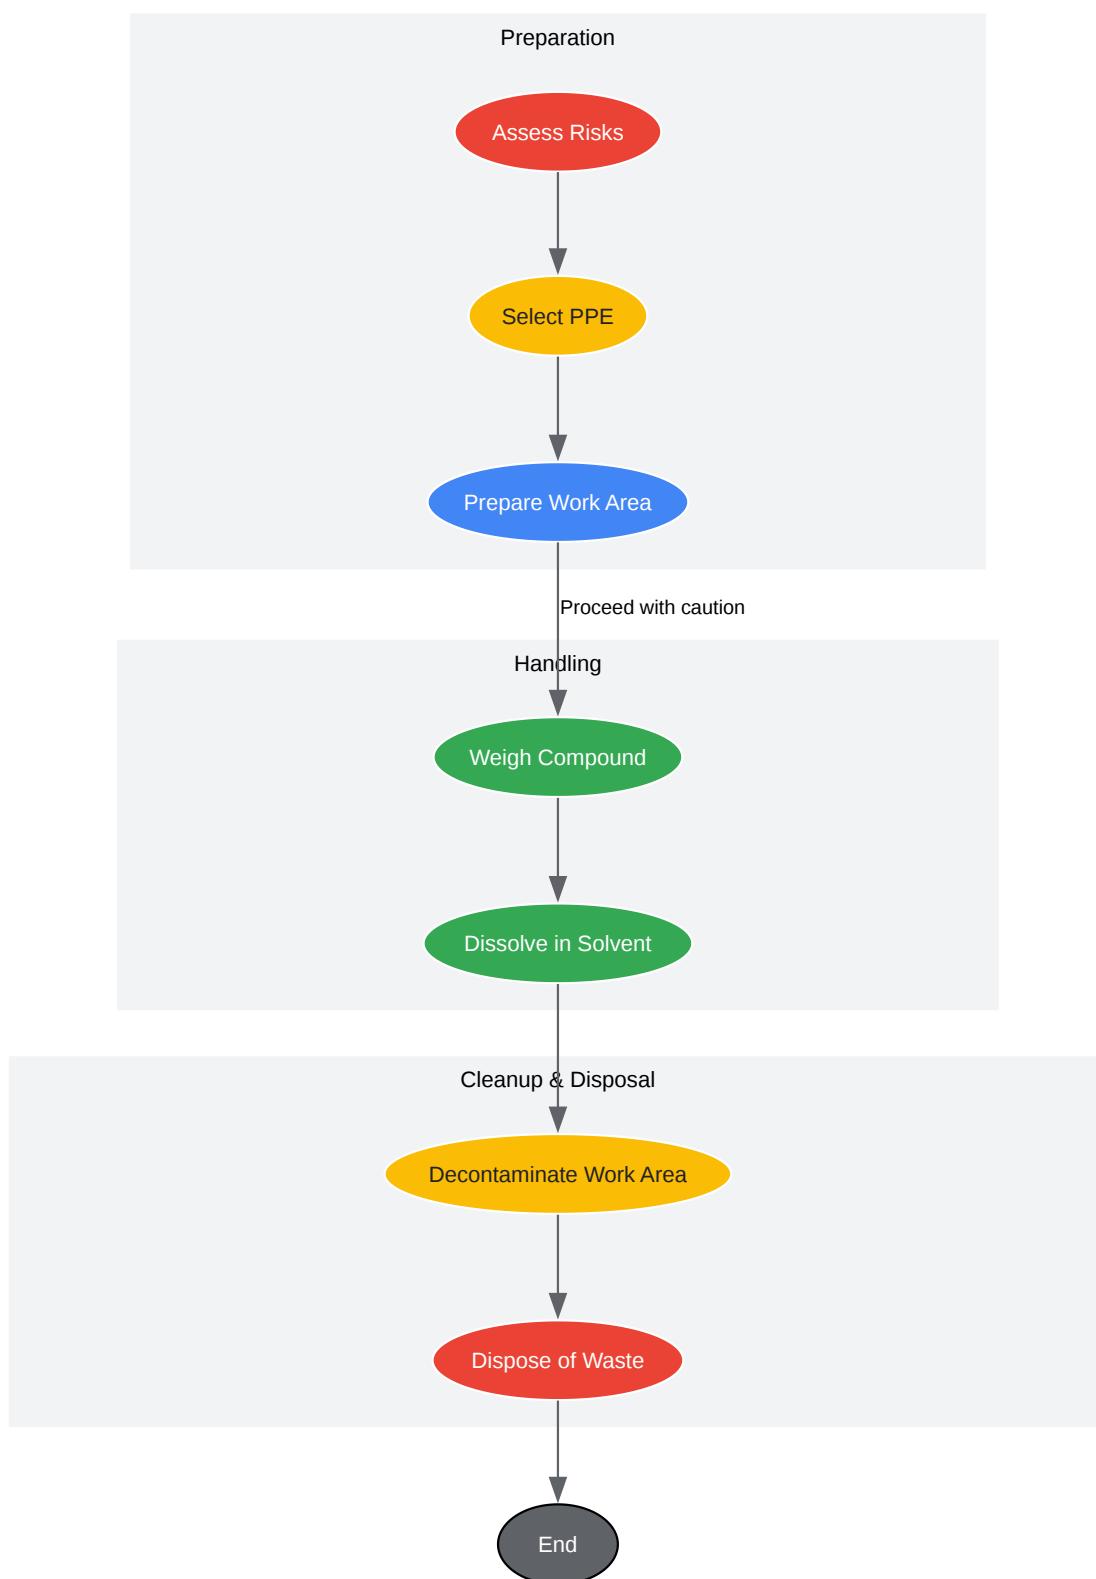 Preparation
Assess Risks
Select PPE
Prepare Work Area
Proceed with caution
Handling
Weigh Compound
Dissolve in Solvent
Cleanup & Disposal
Decontaminate Work Area
Dispose of Waste
End